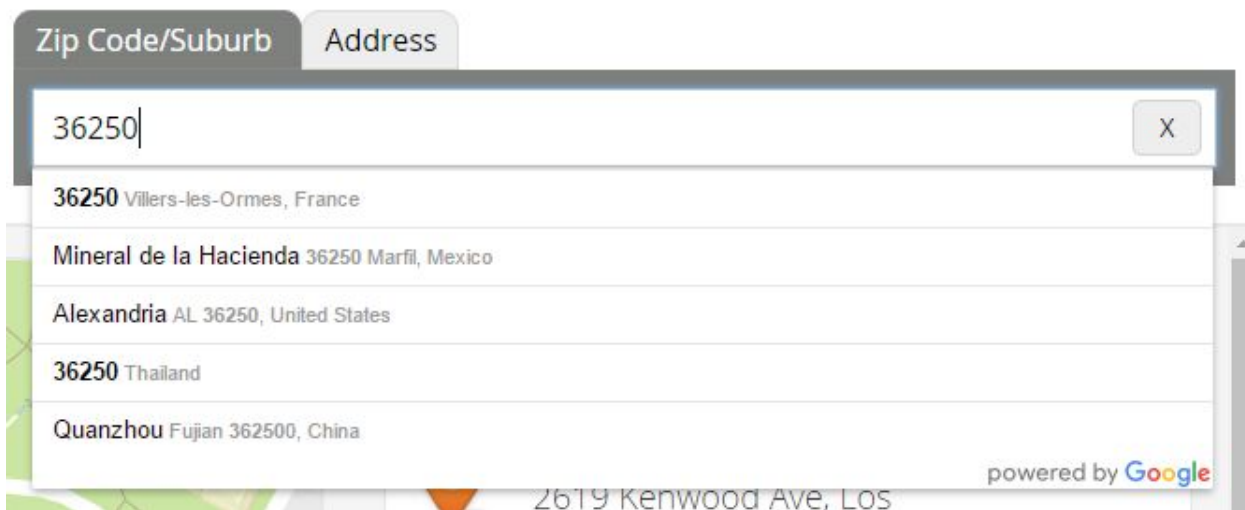 Zip Code/Suburb
Address
36250
X
36250 Villers-les-Ormes, France
Mineral de la Hacienda 36250 Marfil, Mexico
Alexandria AL 36250, United States
36250 Thailand
Quanzhou Fujian 362500, China
powered by Google
2619 Kenwood Ave, Los